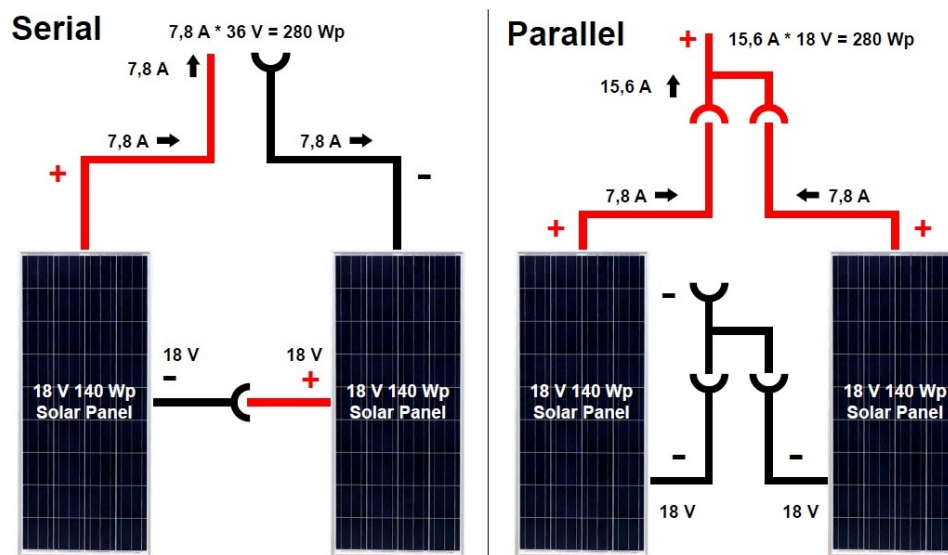 Serial
7,8 A * 36 V = 280 Wp
7,8 A
7,8 A
7,8 A
+
-
18 V
18 V
-
+
18 V 140 Wp
Solar Panel
18 V 140 Wp
Solar Panel
Parallel
+
15,6 A * 18 V = 280 Wp
15,6 A
7,8 A
7,8 A
+
+
-
18 V 140 Wp
Solar Panel
18 V 140 Wp
Solar Panel
-
-
18 V
18 V